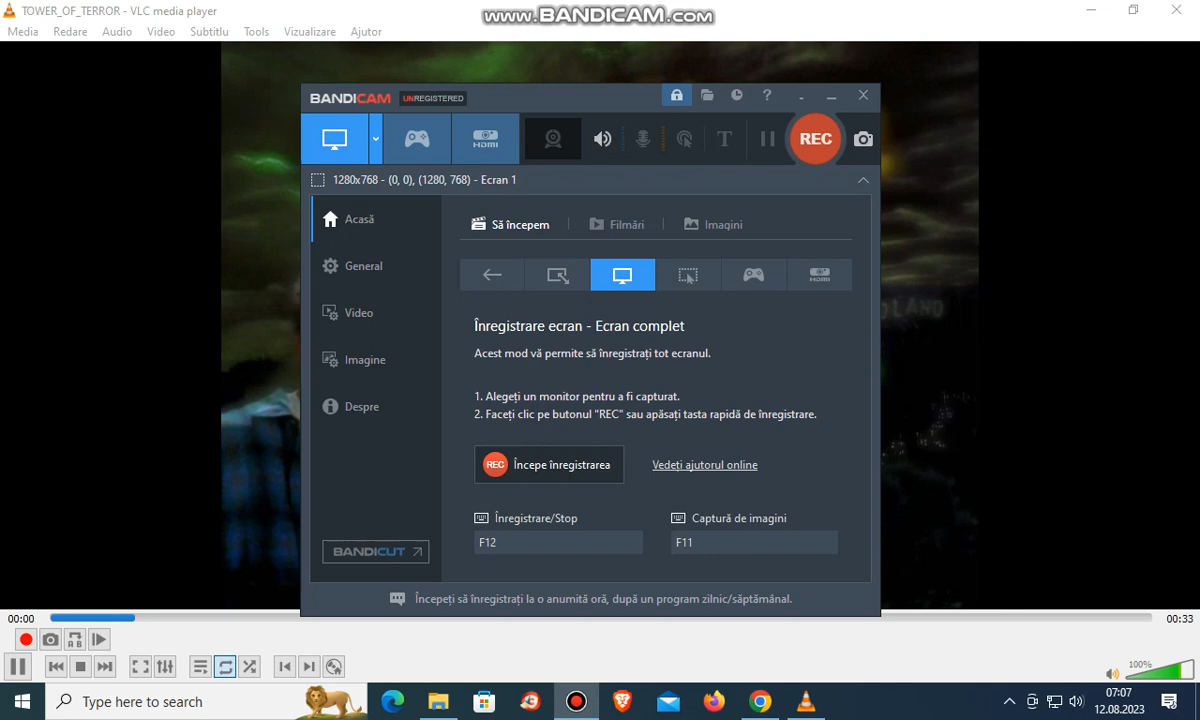 TOWER_OF_TERROR - VLC media player
www.BANDICAM.com
Media Redare Audio Video Subtitlu Tools Vizualizare Ajutor
BANDICAM UNREGISTERED
HDMI
T
REC
1280x768 - (0, 0), (1280, 768) - Ecran 1
Acasă
General
Video
Imagine
Despre
BANDICUT
Să începem
Filmări
Imagini
HDMI
Înregistrare ecran - Ecran complet
Acest mod vă permite să înregistrați tot ecranul.
1. Alegeți un monitor pentru a fi capturat.
2. Faceți clic pe butonul "REC" sau apăsați tasta rapidă de înregistrare.
REC Începe înregistrarea
Vedeți ajutorul online
Înregistrare/Stop
F12
Captură de imagini
F11
Începeți să înregistrați la o anumită oră, după un program zilnic/săptămânal.
LAND
00:00
00:33
A B
100%
Type here to search
07:07
12.08.2023